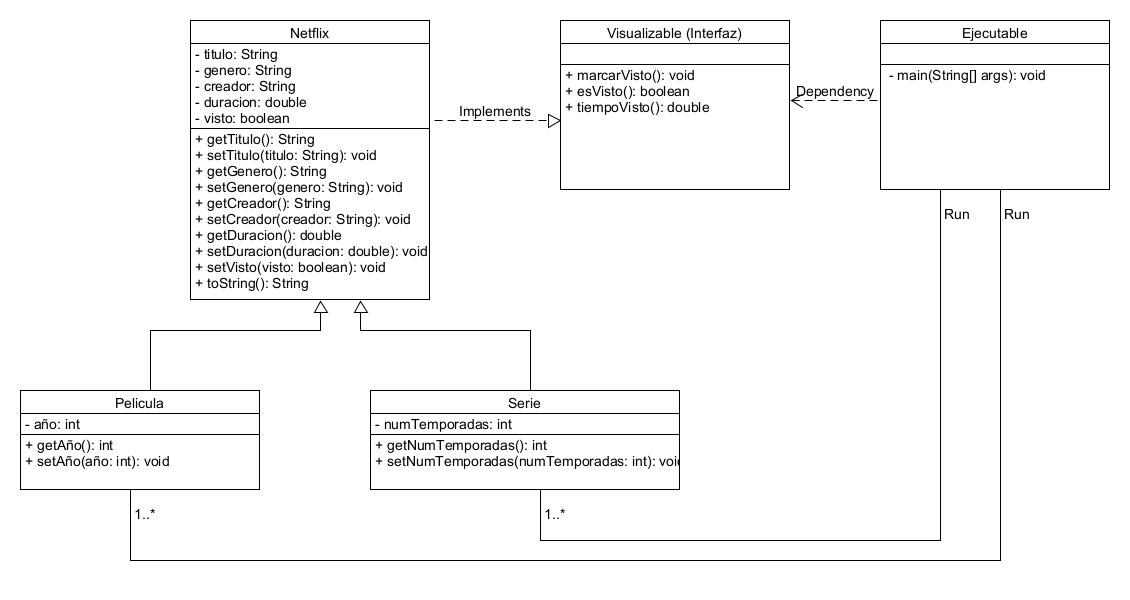 Netflix
- titulo: String
- genero: String
- creador: String
- duracion: double
- visto: boolean
+ getTitulo(): String
+ setTitulo(titulo: String): void
+ getGenero(): String
+ setGenero(genero: String): void
+ getCreador(): String
+ setCreador(creador: String): void
+ getDuracion(): double
+ setDuracion(duracion: double): void
+ setVisto(visto: boolean): void
+ toString(): String
Implements
Visualizable (Interfaz)
+ marcarVisto(): void
+ esVisto(): boolean
+ tiempoVisto(): double
Dependency
Ejecutable
- main(String[] args): void
Run
Run
Pelicula
- año: int
+ getAño(): int
+ setAño(año: int): void
1..*
Serie
- numTemporadas: int
+ getNumTemporadas(): int
+ setNumTemporadas(numTemporadas: int): voi
1..*